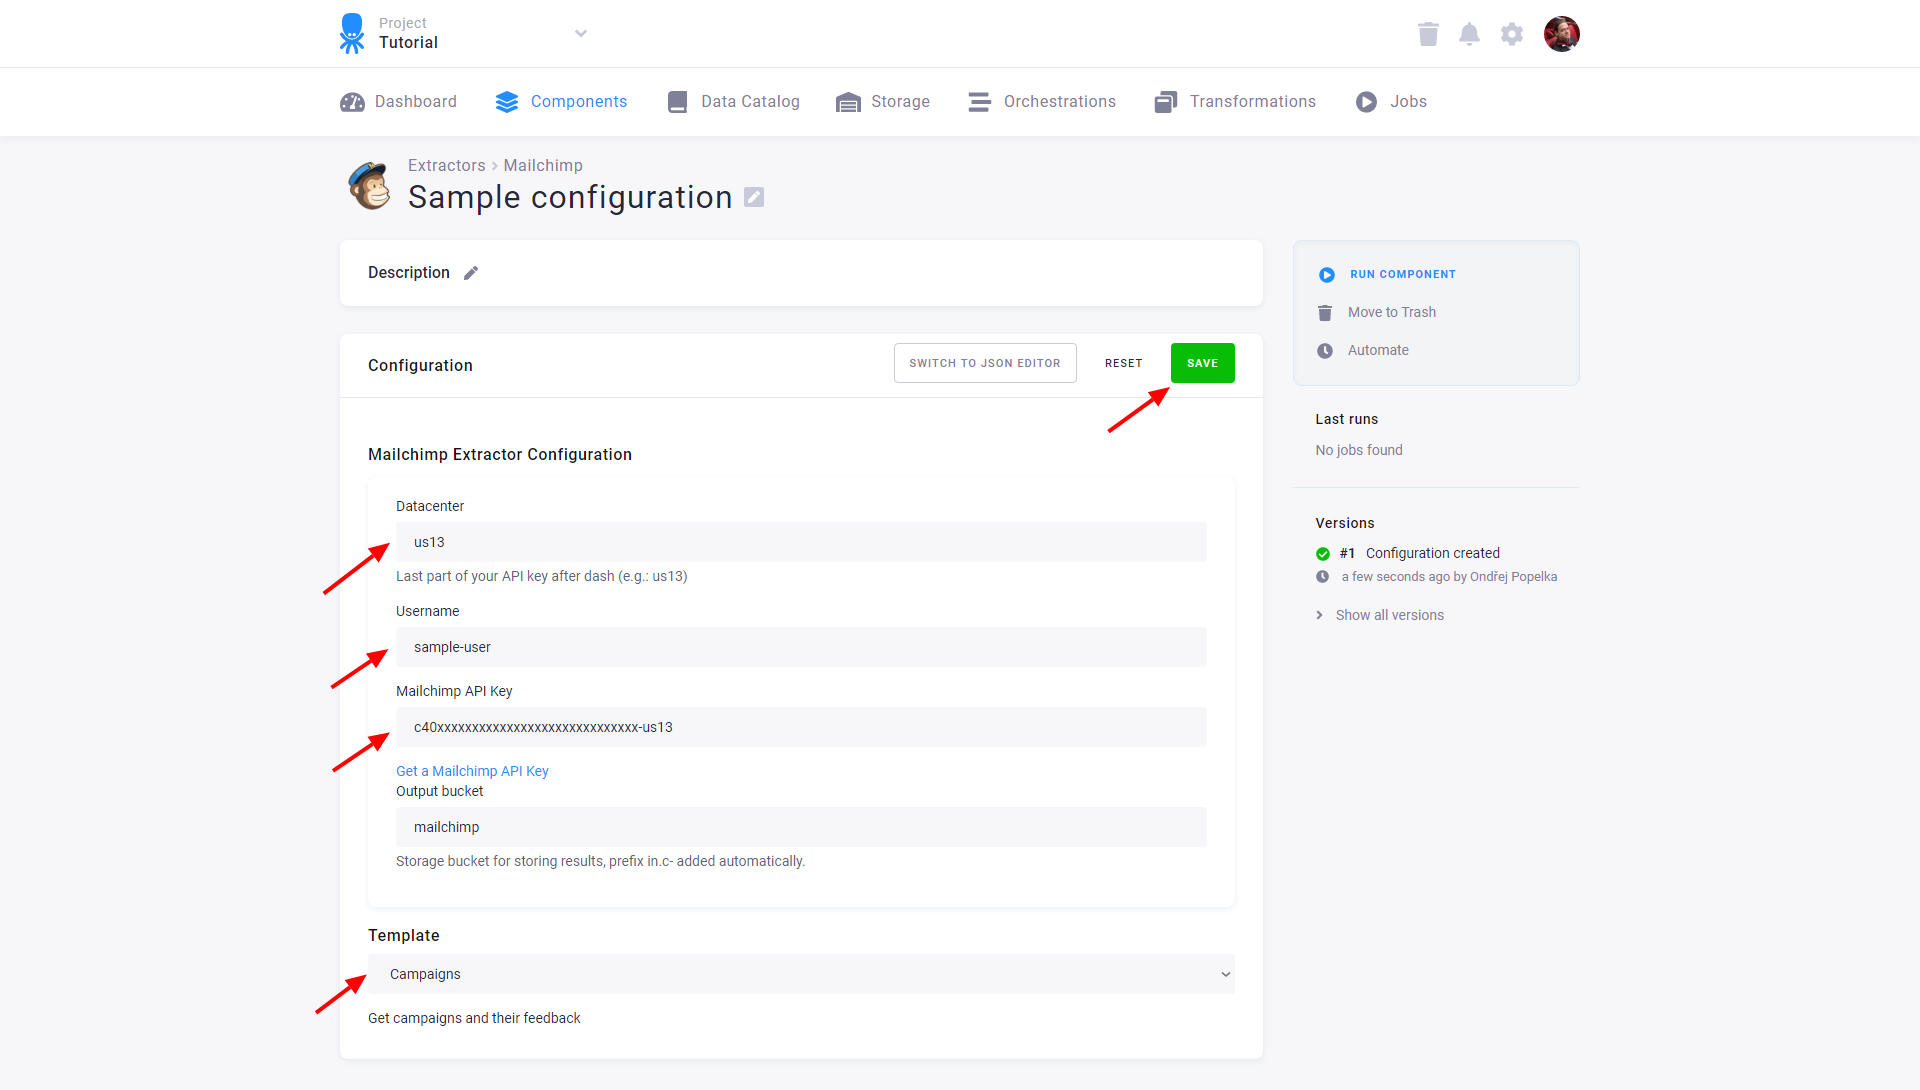 Project
Tutorial
Dashboard
Components
Data Catalog
Storage
Orchestrations
Transformations
Jobs
Extractors > Mailchimp
Sample configuration
Description
Configuration
SWITCH TO JSON EDITOR
RESET
SAVE
Mailchimp Extractor Configuration
Datacenter
us13
Last part of your API key after dash (e.g.: us13)
Username
sample-user
Mailchimp API Key
c40xxxxxxxxxxxxxxxxxxxxxxxxxxxxx-us13
Get a Mailchimp API Key
Output bucket
mailchimp
Storage bucket for storing results, prefix in.c- added automatically.
Template
Campaigns
Get campaigns and their feedback
RUN COMPONENT
Move to Trash
Automate
Last runs
No jobs found
Versions
#1 Configuration created
a few seconds ago by Ondřej Popelka
Show all versions